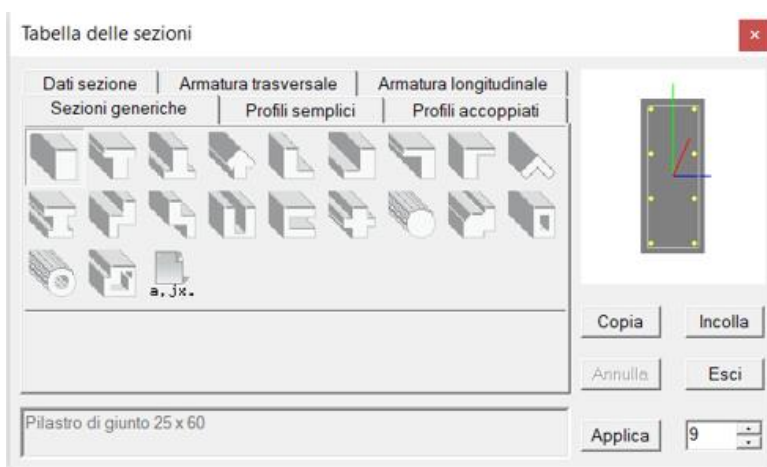 Tabella delle sezioni
Dati sezione
Armatura trasversale
Armatura longitudinale
Sezioni generiche
Profili semplici
Profili accoppiati
a,jx.
Copia
Incolla
Annulla
Esci
Pilastro di giunto 25 x 60
Applica
9